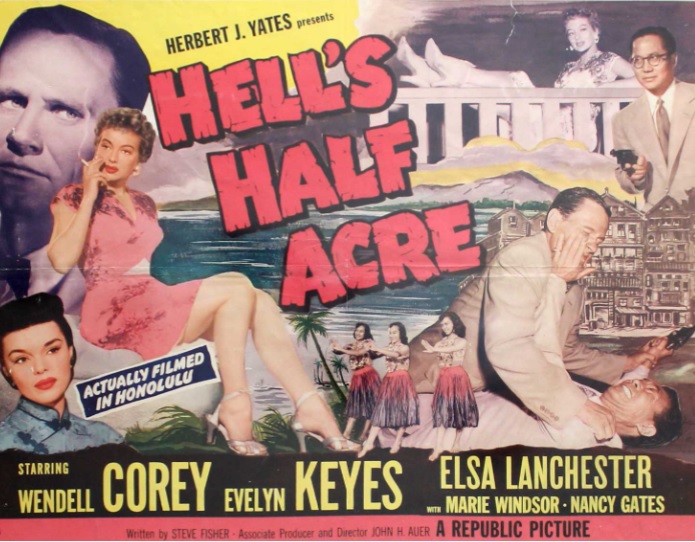 HERBERT J. YATES presents
HELL'S
HALF
ACRE
ACTUALLY FILMED
IN HONOLULU
STARRING
WENDELL COREY EVELYN KEYES
ELSA LANCHESTER
WITH MARIE WINDSOR · NANCY GATES
Written by STEVE FISHER - Associate Producer and Director JOHN H. AUER A REPUBLIC PICTURE